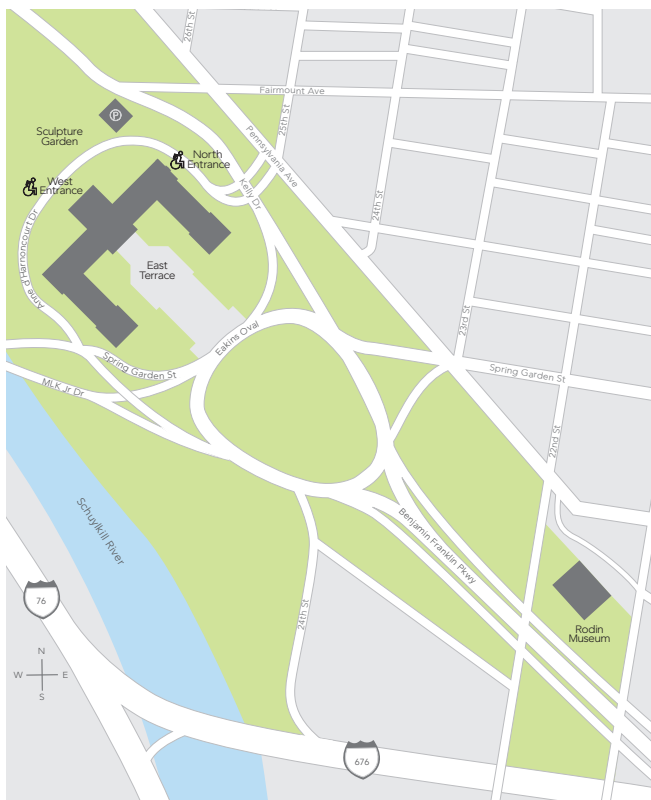 26th St
Fairmount Ave
P
25th St
Sculpture
Garden
Pennsylvania Ave
North
Entrance
West
Entrance
Kelly Dr
24th St
Anne d'Harnoncourt Dr
East
Terrace
23rd St
Eakins Oval
Spring Garden St
Spring Garden St
MLK Jr Dr
22nd St
Schuylkill River
Benjamin Franklin Pkwy
76
24th St
Rodin
Museum
N
W E
S
676